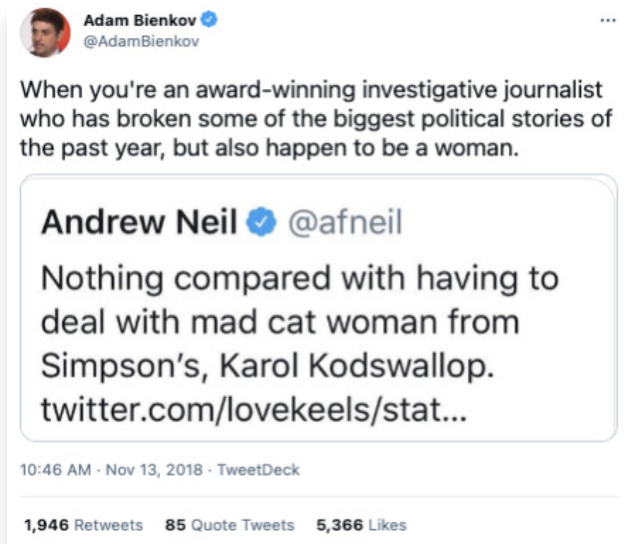 Adam Bienkov
@AdamBienkov
When you're an award-winning investigative journalist
who has broken some of the biggest political stories of
the past year, but also happen to be a woman.
Andrew Neil @afneil
Nothing compared with having to
deal with mad cat woman from
Simpson's, Karol Kodswallop.
twitter.com/lovekeels/stat...
10:46 AM · Nov 13, 2018 · TweetDeck
1,946 Retweets 85 Quote Tweets 5,366 Likes